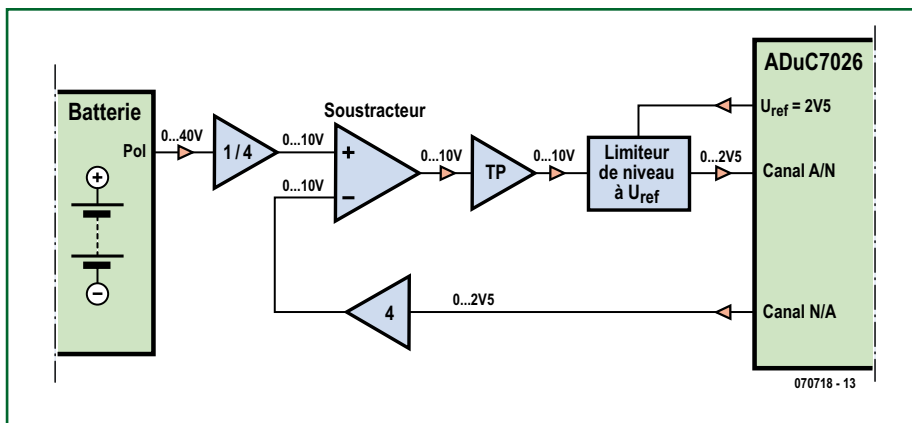 ADuC7026
Batterie
Pol
0...40V
1 / 4
0...10V
Soustracteur
+
−
0...10V
0...10V
TP
0...10V
Limiteur
de niveau
à Uref
0...2V5
Uref = 2V5
Canal A/N
+
−
4
0...2V5
Canal N/A
070718 - 13